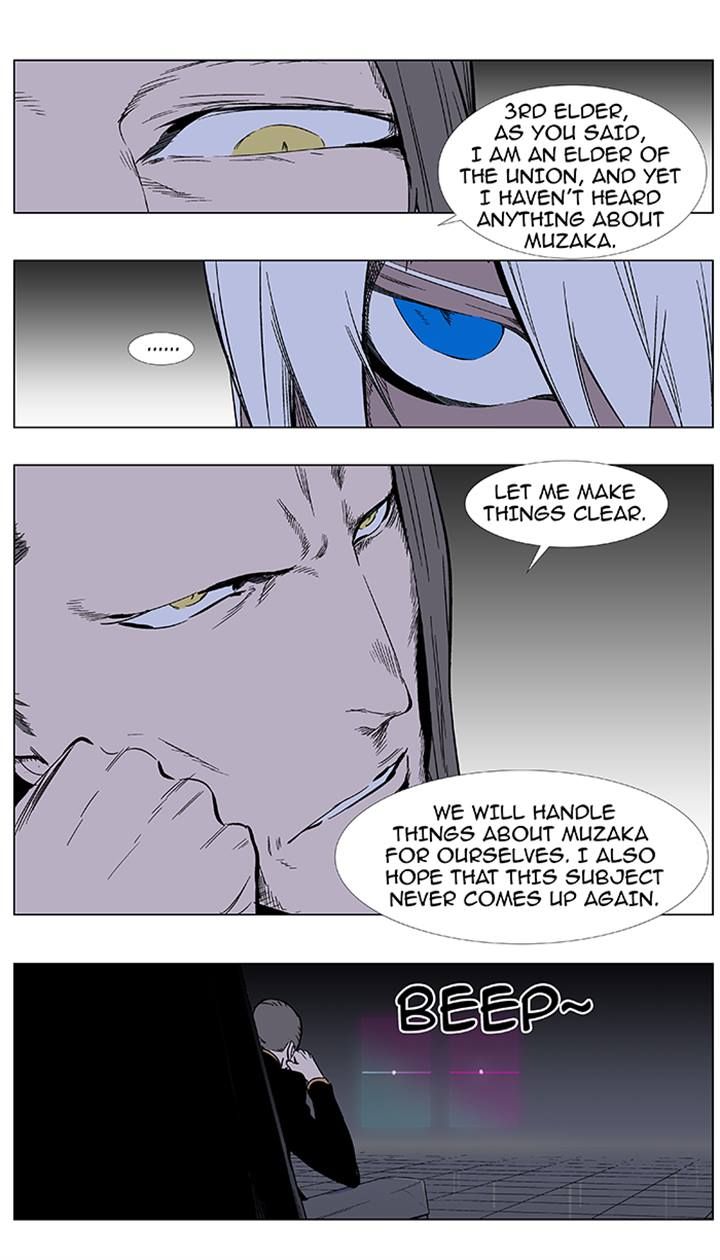 3RD ELDER,
AS YOU SAID,
I AM AN ELDER OF
THE UNION, AND YET
I HAVEN'T HEARD
ANYTHING ABOUT
MUZAKA.
......
LET ME MAKE
THINGS CLEAR.
WE WILL HANDLE
THINGS ABOUT MUZAKA
FOR OURSELVES. I ALSO
HOPE THAT THIS SUBJECT
NEVER COMES UP AGAIN.
BEEP~